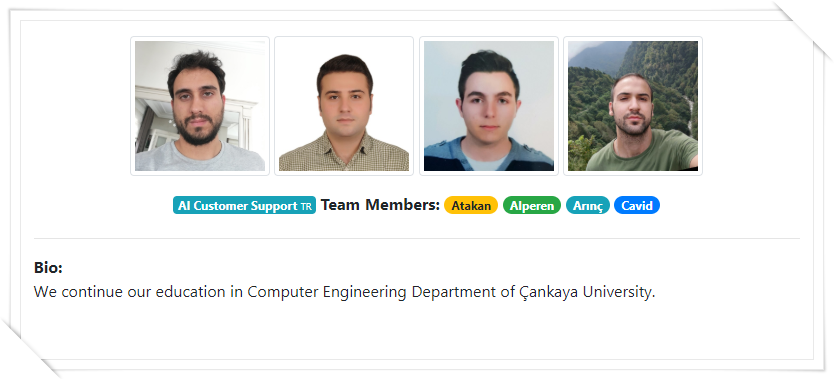 AI Customer Support TR Team Members: Atakan Alperen Arınç Cavid
Bio:
We continue our education in Computer Engineering Department of Çankaya University.